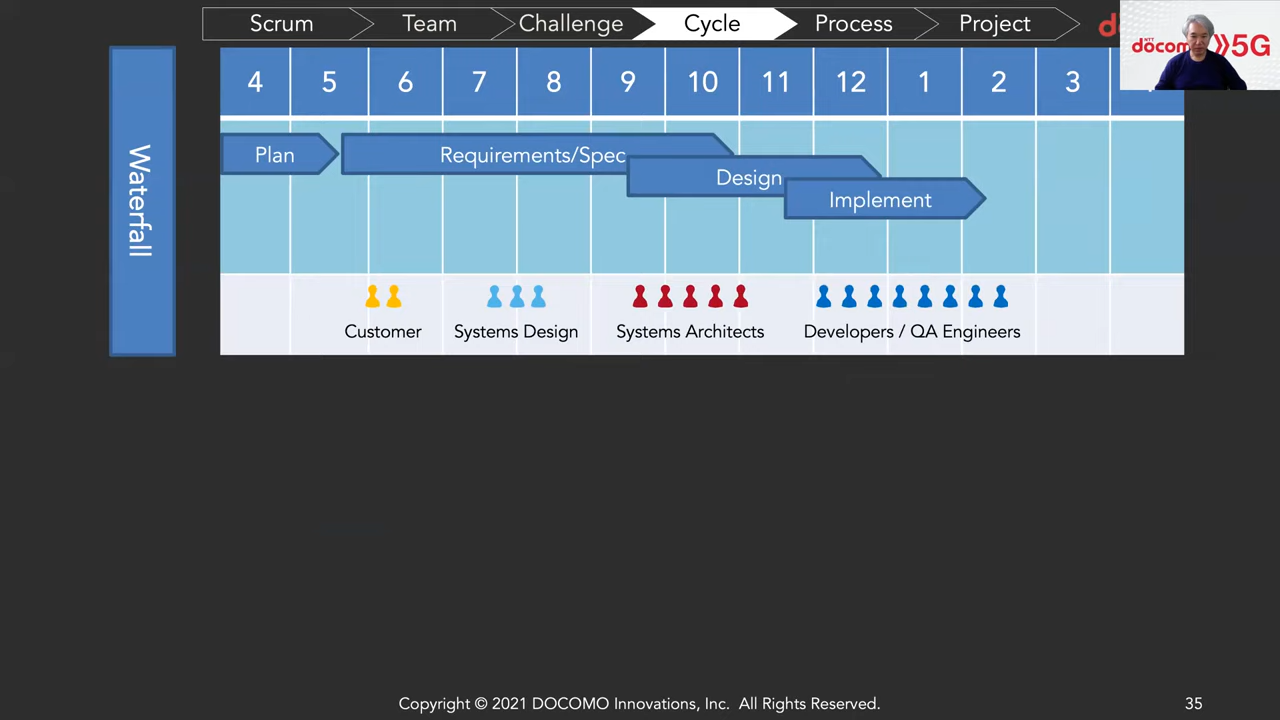 Scrum Team Challenge Cycle Process Project
NTT
docomo 5G
4 5 6 7 8 9 10 11 12 1 2 3
Waterfall
Plan
Requirements/Spec
Design
Implement
Customer
Systems Design
Systems Architects
Developers / QA Engineers
Copyright © 2021 DOCOMO Innovations, Inc. All Rights Reserved.
35